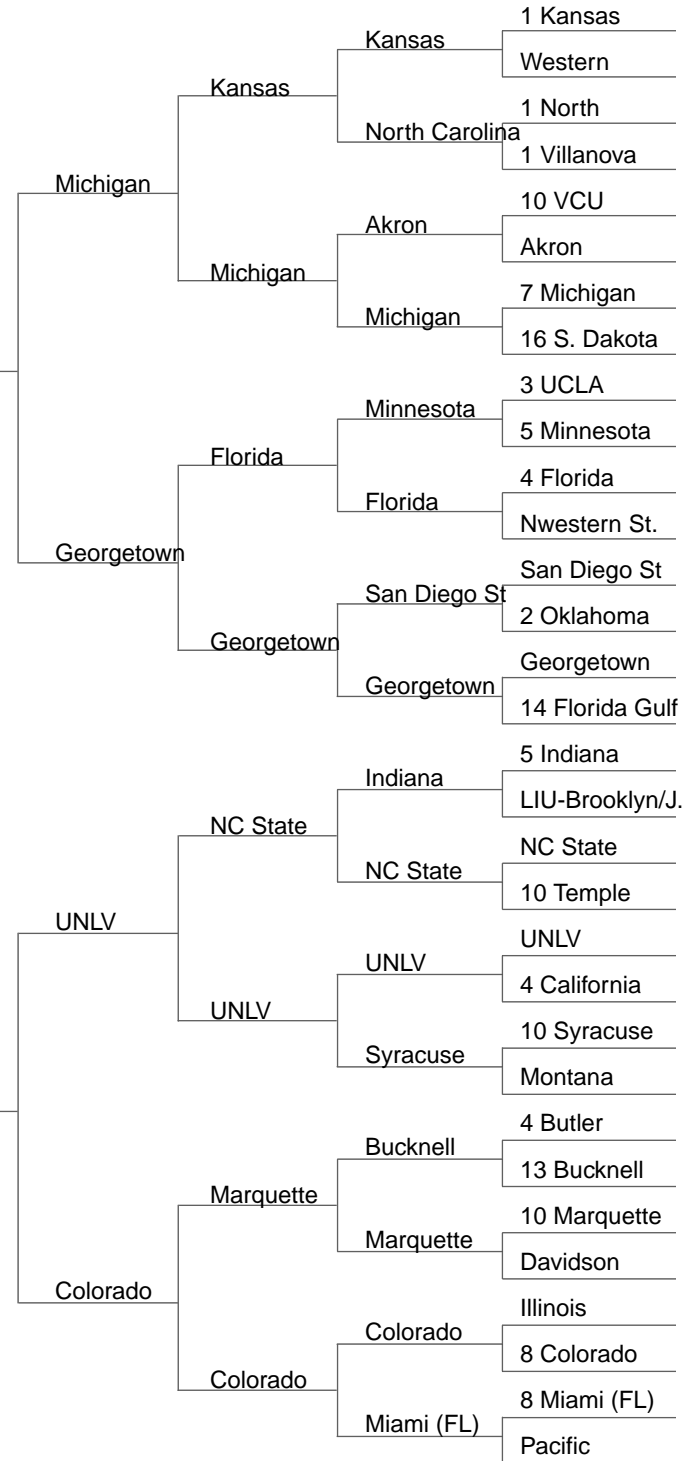 1 Kansas
Kansas
Western
Kansas
1 North
North Carolina
1 Villanova
Michigan
10 VCU
Akron
Akron
Michigan
7 Michigan
Michigan
16 S. Dakota
3 UCLA
Minnesota
5 Minnesota
Florida
4 Florida
Florida
Nwestern St.
Georgetown
San Diego St
San Diego St
2 Oklahoma
Georgetown
Georgetown
Georgetown
14 Florida Gulf
5 Indiana
Indiana
LIU-Brooklyn/J.
NC State
NC State
NC State
10 Temple
UNLV
UNLV
UNLV
4 California
UNLV
10 Syracuse
Syracuse
Montana
4 Butler
Bucknell
13 Bucknell
Marquette
10 Marquette
Marquette
Davidson
Colorado
Illinois
Colorado
8 Colorado
Colorado
8 Miami (FL)
Miami (FL)
Pacific